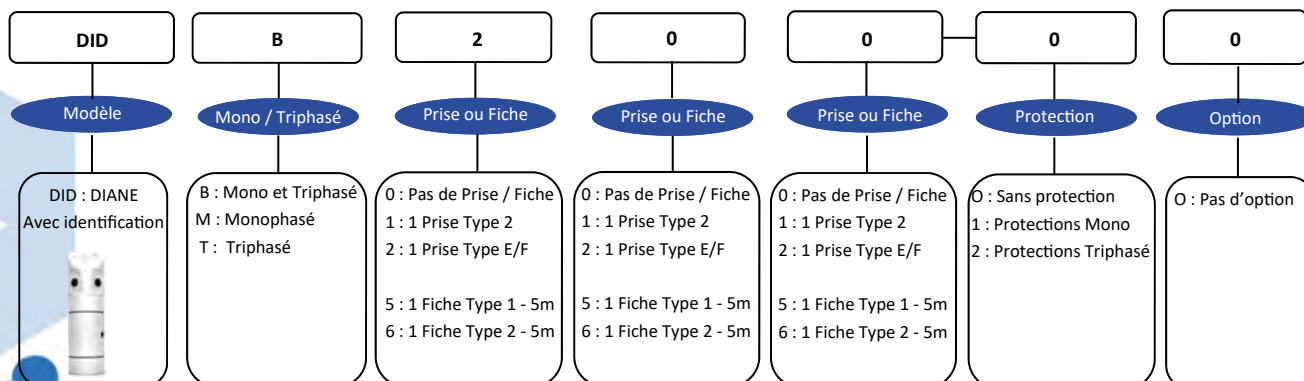 DID
B
2
0
0
0
0
Modèle
Mono / Triphasé
Prise ou Fiche
Prise ou Fiche
Prise ou Fiche
Protection
Option
DID : DIANE
Avec identification
B : Mono et Triphasé
M : Monophasé
T : Triphasé
0 : Pas de Prise / Fiche
1 : 1 Prise Type 2
2 : 1 Prise Type E/F
5 : 1 Fiche Type 1 - 5m
6 : 1 Fiche Type 2 - 5m
0 : Pas de Prise / Fiche
1 : 1 Prise Type 2
2 : 1 Prise Type E/F
5 : 1 Fiche Type 1 - 5m
6 : 1 Fiche Type 2 - 5m
0 : Pas de Prise / Fiche
1 : 1 Prise Type 2
2 : 1 Prise Type E/F
5 : 1 Fiche Type 1 - 5m
6 : 1 Fiche Type 2 - 5m
O : Sans protection
1 : Protections Mono
2 : Protections Triphasé
O : Pas d’option